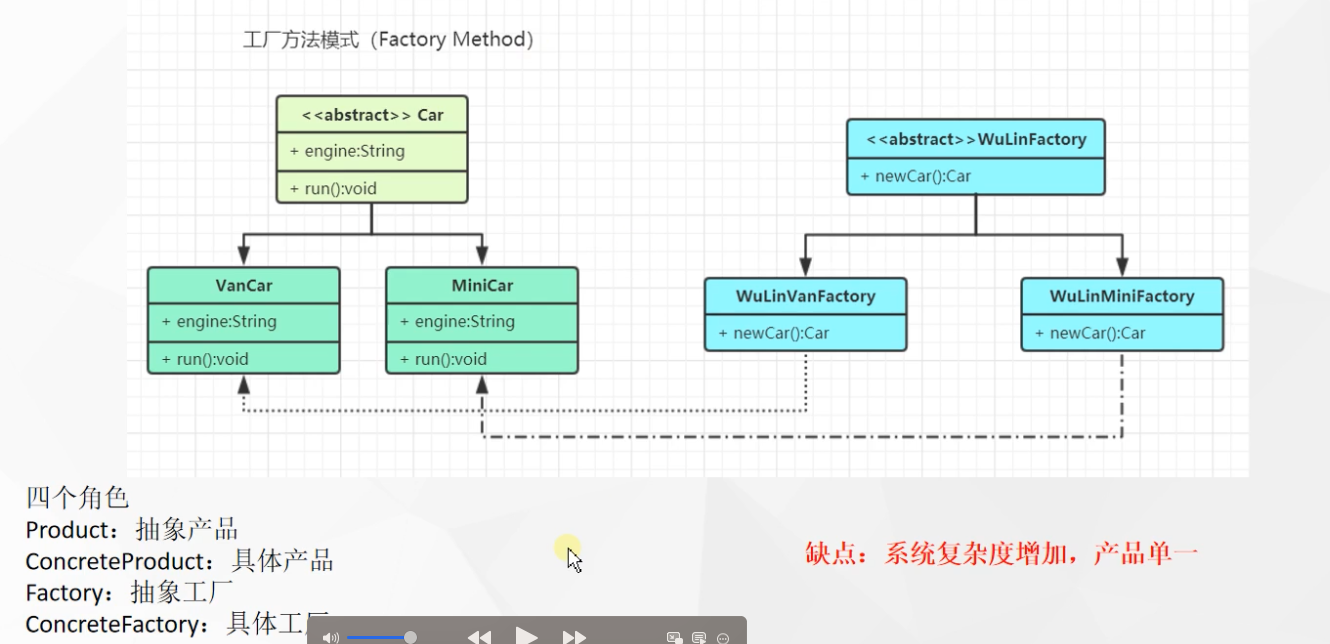 工厂方法模式（Factory Method）
<<abstract>> Car
+ engine:String
+ run():void
<<abstract>>WuLinFactory
+ newCar():Car
VanCar
+ engine:String
+ run():void
MiniCar
+ engine:String
+ run():void
WuLinVanFactory
+ newCar():Car
WuLinMiniFactory
+ newCar():Car
四个角色
Product：抽象产品
ConcreteProduct：具体产品
Factory：抽象工厂
ConcreteFactory：具体工厂
缺点：系统复杂度增加，产品单一